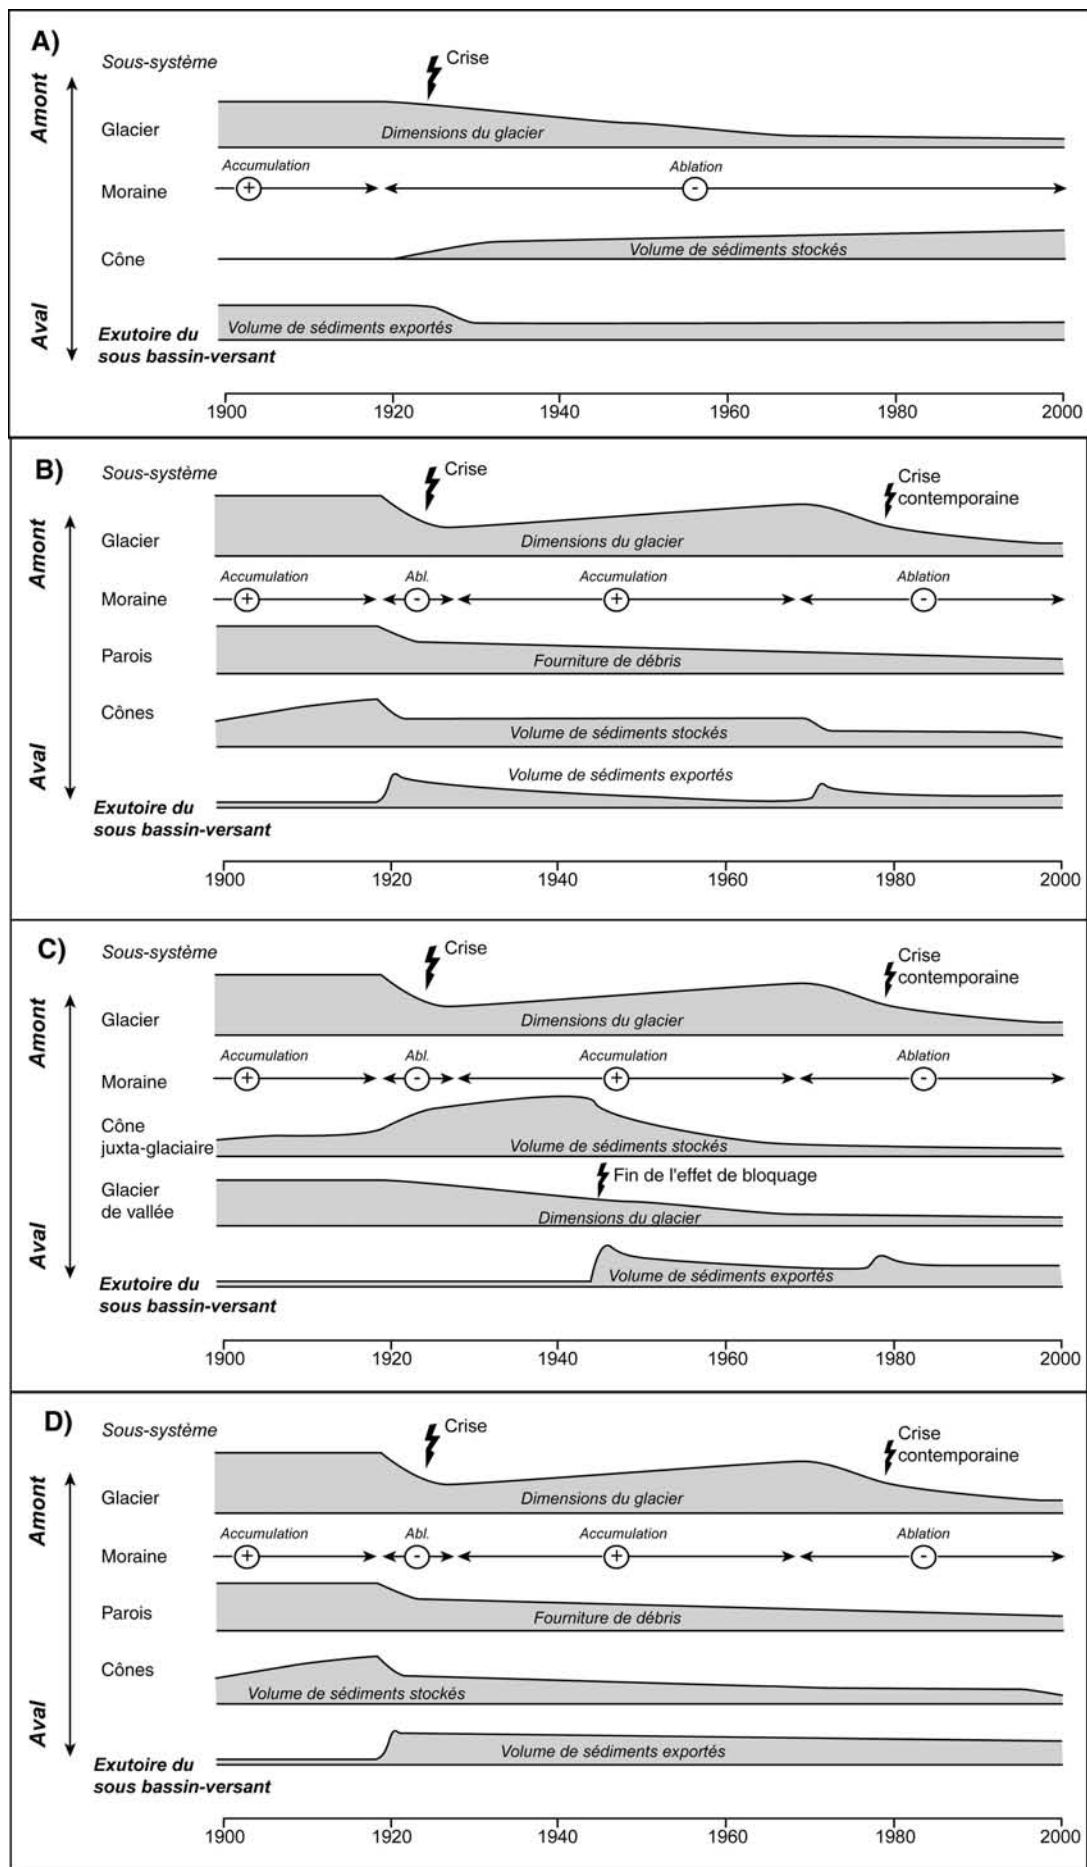 A)
Sous-système
Crise
Amont
Glacier
Dimensions du glacier
Accumulation
Ablation
Moraine
+
-
Cône
Volume de sédiments stockés
Aval
Volume de sédiments exportés
Exutoire du
sous bassin-versant
1900 1920 1940 1960 1980 2000
B)
Sous-système
Crise
Crise
contemporaine
Amont
Glacier
Dimensions du glacier
Accumulation Abl. Accumulation Ablation
Moraine
+ - + -
Parois
Fourniture de débris
Cônes
Volume de sédiments stockés
Aval
Volume de sédiments exportés
Exutoire du
sous bassin-versant
1900 1920 1940 1960 1980 2000
C)
Sous-système
Crise
Crise
contemporaine
Amont
Glacier
Dimensions du glacier
Accumulation Abl. Accumulation Ablation
Moraine
+ - + -
Cône
juxta-glaciaire
Volume de sédiments stockés
Fin de l'effet de bloquage
Glacier
de vallée
Dimensions du glacier
Aval
Volume de sédiments exportés
Exutoire du
sous bassin-versant
1900 1920 1940 1960 1980 2000
D)
Sous-système
Crise
Crise
contemporaine
Amont
Glacier
Dimensions du glacier
Accumulation Abl. Accumulation Ablation
Moraine
+ - + -
Parois
Fourniture de débris
Cônes
Volume de sédiments stockés
Aval
Volume de sédiments exportés
Exutoire du
sous bassin-versant
1900 1920 1940 1960 1980 2000